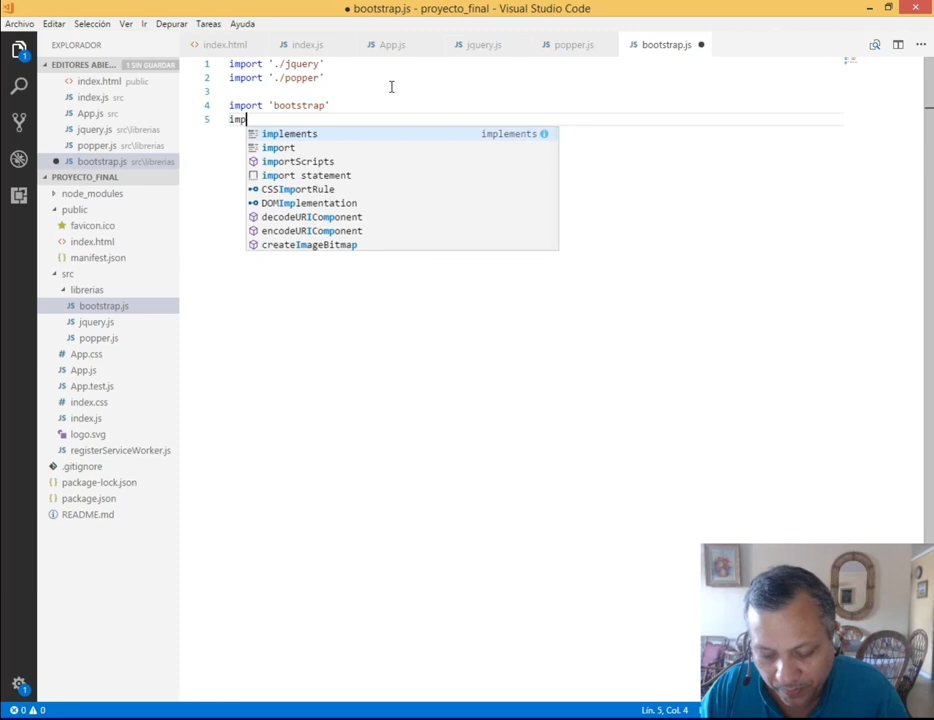 ● bootstrap.js - proyecto_final - Visual Studio Code
Archivo Editar Selección Ver Ir Depurar Tareas Ayuda
EXPLORADOR
EDITORES ABIE... 1 SIN GUARDAR
index.html public
index.js src
App.js src
jquery.js src\librerias
popper.js src\librerias
bootstrap.js src\librerias
PROYECTO_FINAL
node_modules
public
favicon.ico
index.html
manifest.json
src
librerias
bootstrap.js
jquery.js
popper.js
App.css
App.js
App.test.js
index.css
index.js
logo.svg
registerServiceWorker.js
.gitignore
package-lock.json
package.json
README.md
index.html index.js App.js jquery.js popper.js bootstrap.js
1 import './jquery'
2 import './popper'
3
4 import 'bootstrap'
5 imp
implements implements
import
importScripts
import statement
CSSImportRule
DOMImplementation
decodeURIComponent
encodeURIComponent
createImageBitmap
1
1
0 0
Lín. 5, Col. 4